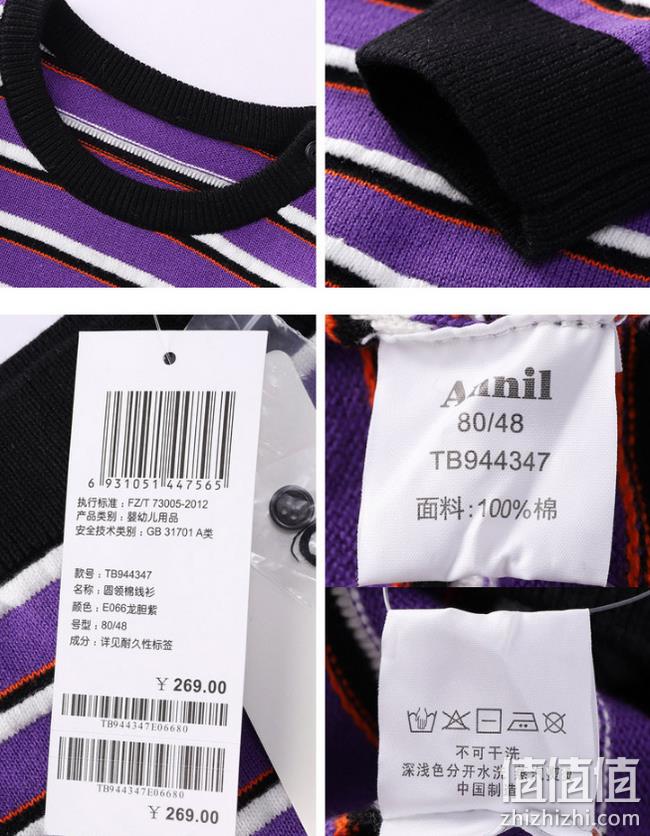 6 931051 447565
执行标准：FZ/T 73005-2012
产品类别：婴幼儿用品
安全技术类别：GB 31701 A类
款号：TB944347
名称：圆领棉线衫
颜色：E066龙胆紫
号型：80/48
成分：详见耐久性标签
¥ 269.00
TB944347E06680
TB944347E06680
¥ 269.00
Annil
80/48
TB944347
面料：100%棉
不可干洗
深浅色分开水洗
中国制造
值值值
zhizhizhi.com